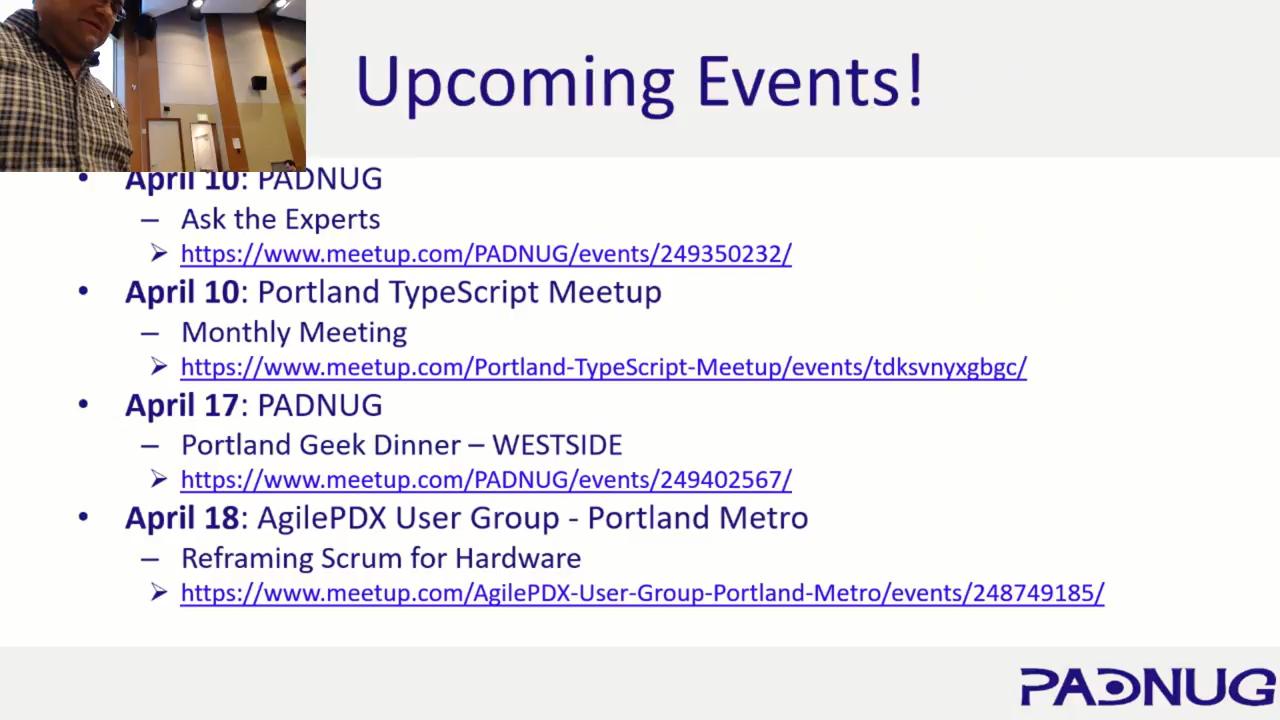 Upcoming Events!
• April 10: PADNUG
– Ask the Experts
➢ https://www.meetup.com/PADNUG/events/249350232/
• April 10: Portland TypeScript Meetup
– Monthly Meeting
➢ https://www.meetup.com/Portland-TypeScript-Meetup/events/tdksvnyxgbgc/
• April 17: PADNUG
– Portland Geek Dinner – WESTSIDE
➢ https://www.meetup.com/PADNUG/events/249402567/
• April 18: AgilePDX User Group - Portland Metro
– Reframing Scrum for Hardware
➢ https://www.meetup.com/AgilePDX-User-Group-Portland-Metro/events/248749185/
PADNUG